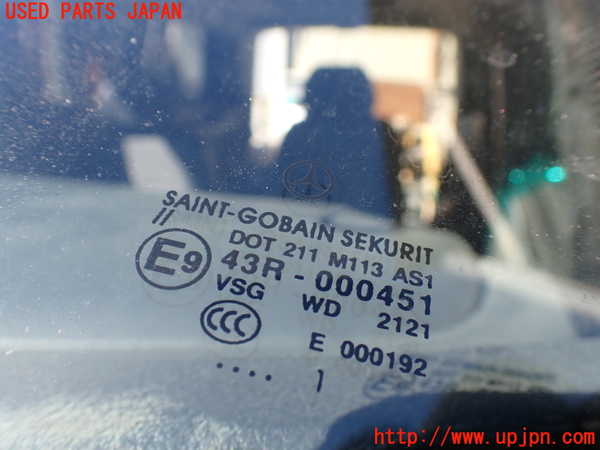 USED PARTS JAPAN
SAINT-GOBAIN SEKURIT
//
DOT 211 M113 AS1
E9
43R - 000451
VSG WD 2121
CCC
E 000192
.... 1
http://www.upjpn.com